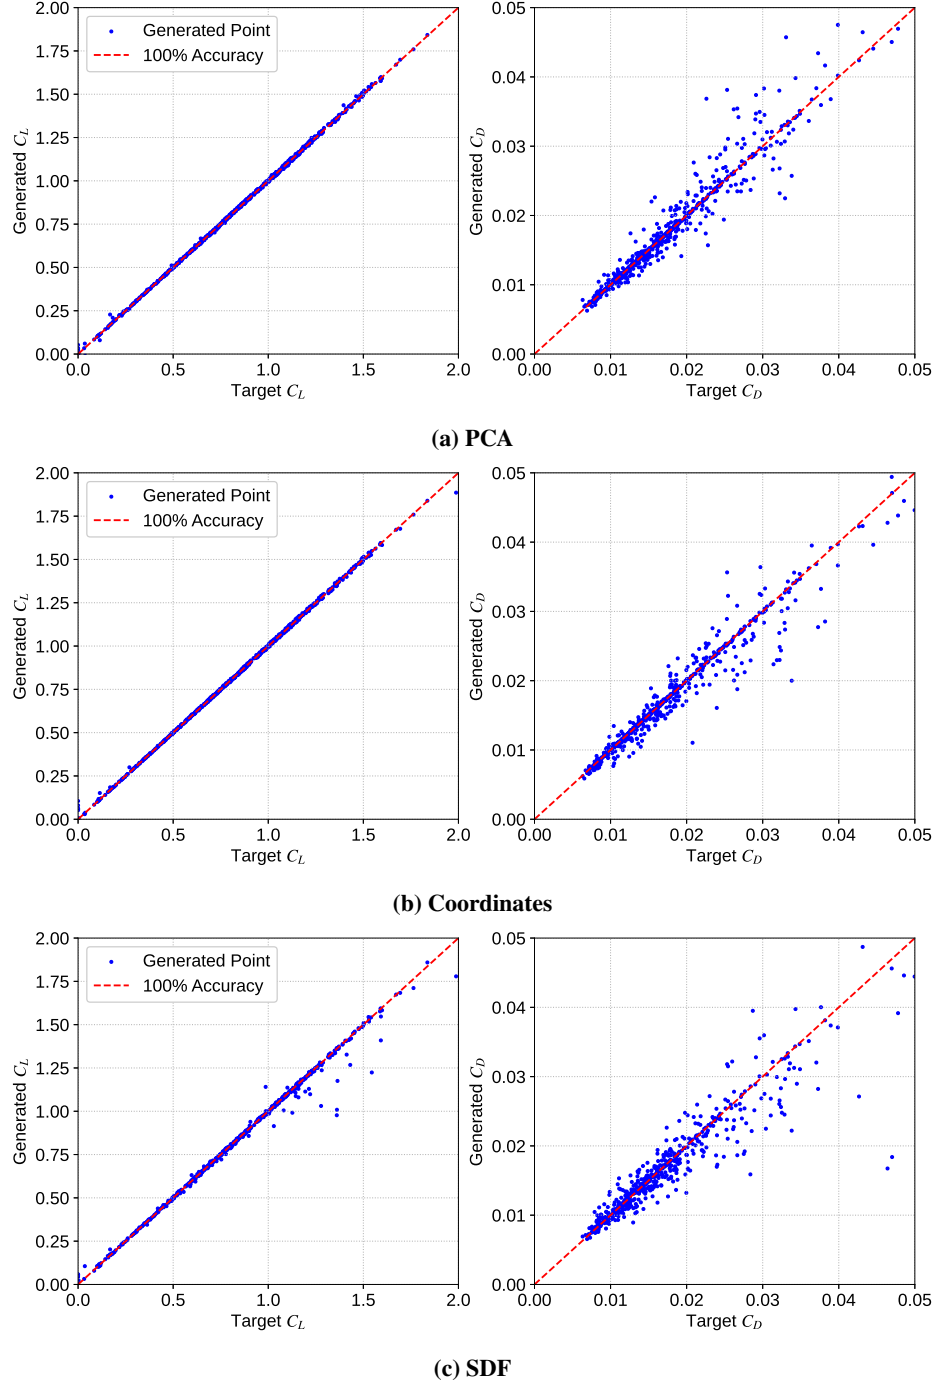 2.00
1.75
1.50
1.25
1.00
0.75
0.50
0.25
0.00
Generated C_L
Generated Point
100% Accuracy
0.0 0.5 1.0 1.5 2.0
Target C_L
0.05
0.04
0.03
0.02
0.01
0.00
Generated C_D
0.00 0.01 0.02 0.03 0.04 0.05
Target C_D
(a) PCA
2.00
1.75
1.50
1.25
1.00
0.75
0.50
0.25
0.00
Generated C_L
Generated Point
100% Accuracy
0.0 0.5 1.0 1.5 2.0
Target C_L
0.05
0.04
0.03
0.02
0.01
0.00
Generated C_D
0.00 0.01 0.02 0.03 0.04 0.05
Target C_D
(b) Coordinates
2.00
1.75
1.50
1.25
1.00
0.75
0.50
0.25
0.00
Generated C_L
Generated Point
100% Accuracy
0.0 0.5 1.0 1.5 2.0
Target C_L
0.05
0.04
0.03
0.02
0.01
0.00
Generated C_D
0.00 0.01 0.02 0.03 0.04 0.05
Target C_D
(c) SDF